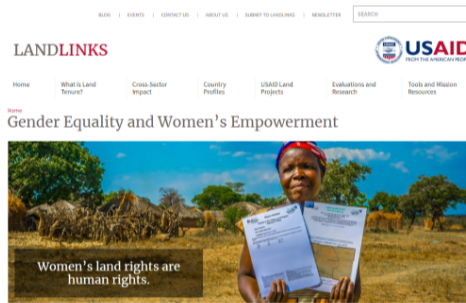 BLOG | EVENTS | CONTACT US | ABOUT US | SUBMIT TO LANDLINKS | NEWSLETTER
SEARCH
LANDLINKS
USAID
FROM THE AMERICAN PEOPL
Home
What is Land Tenure?
Cross-Sector Impact
Country Profiles
USAID Land Projects
Evaluations and Research
Tools and Mission Resources
Home
Gender Equality and Women's Empowerment
Women's land rights are
human rights.